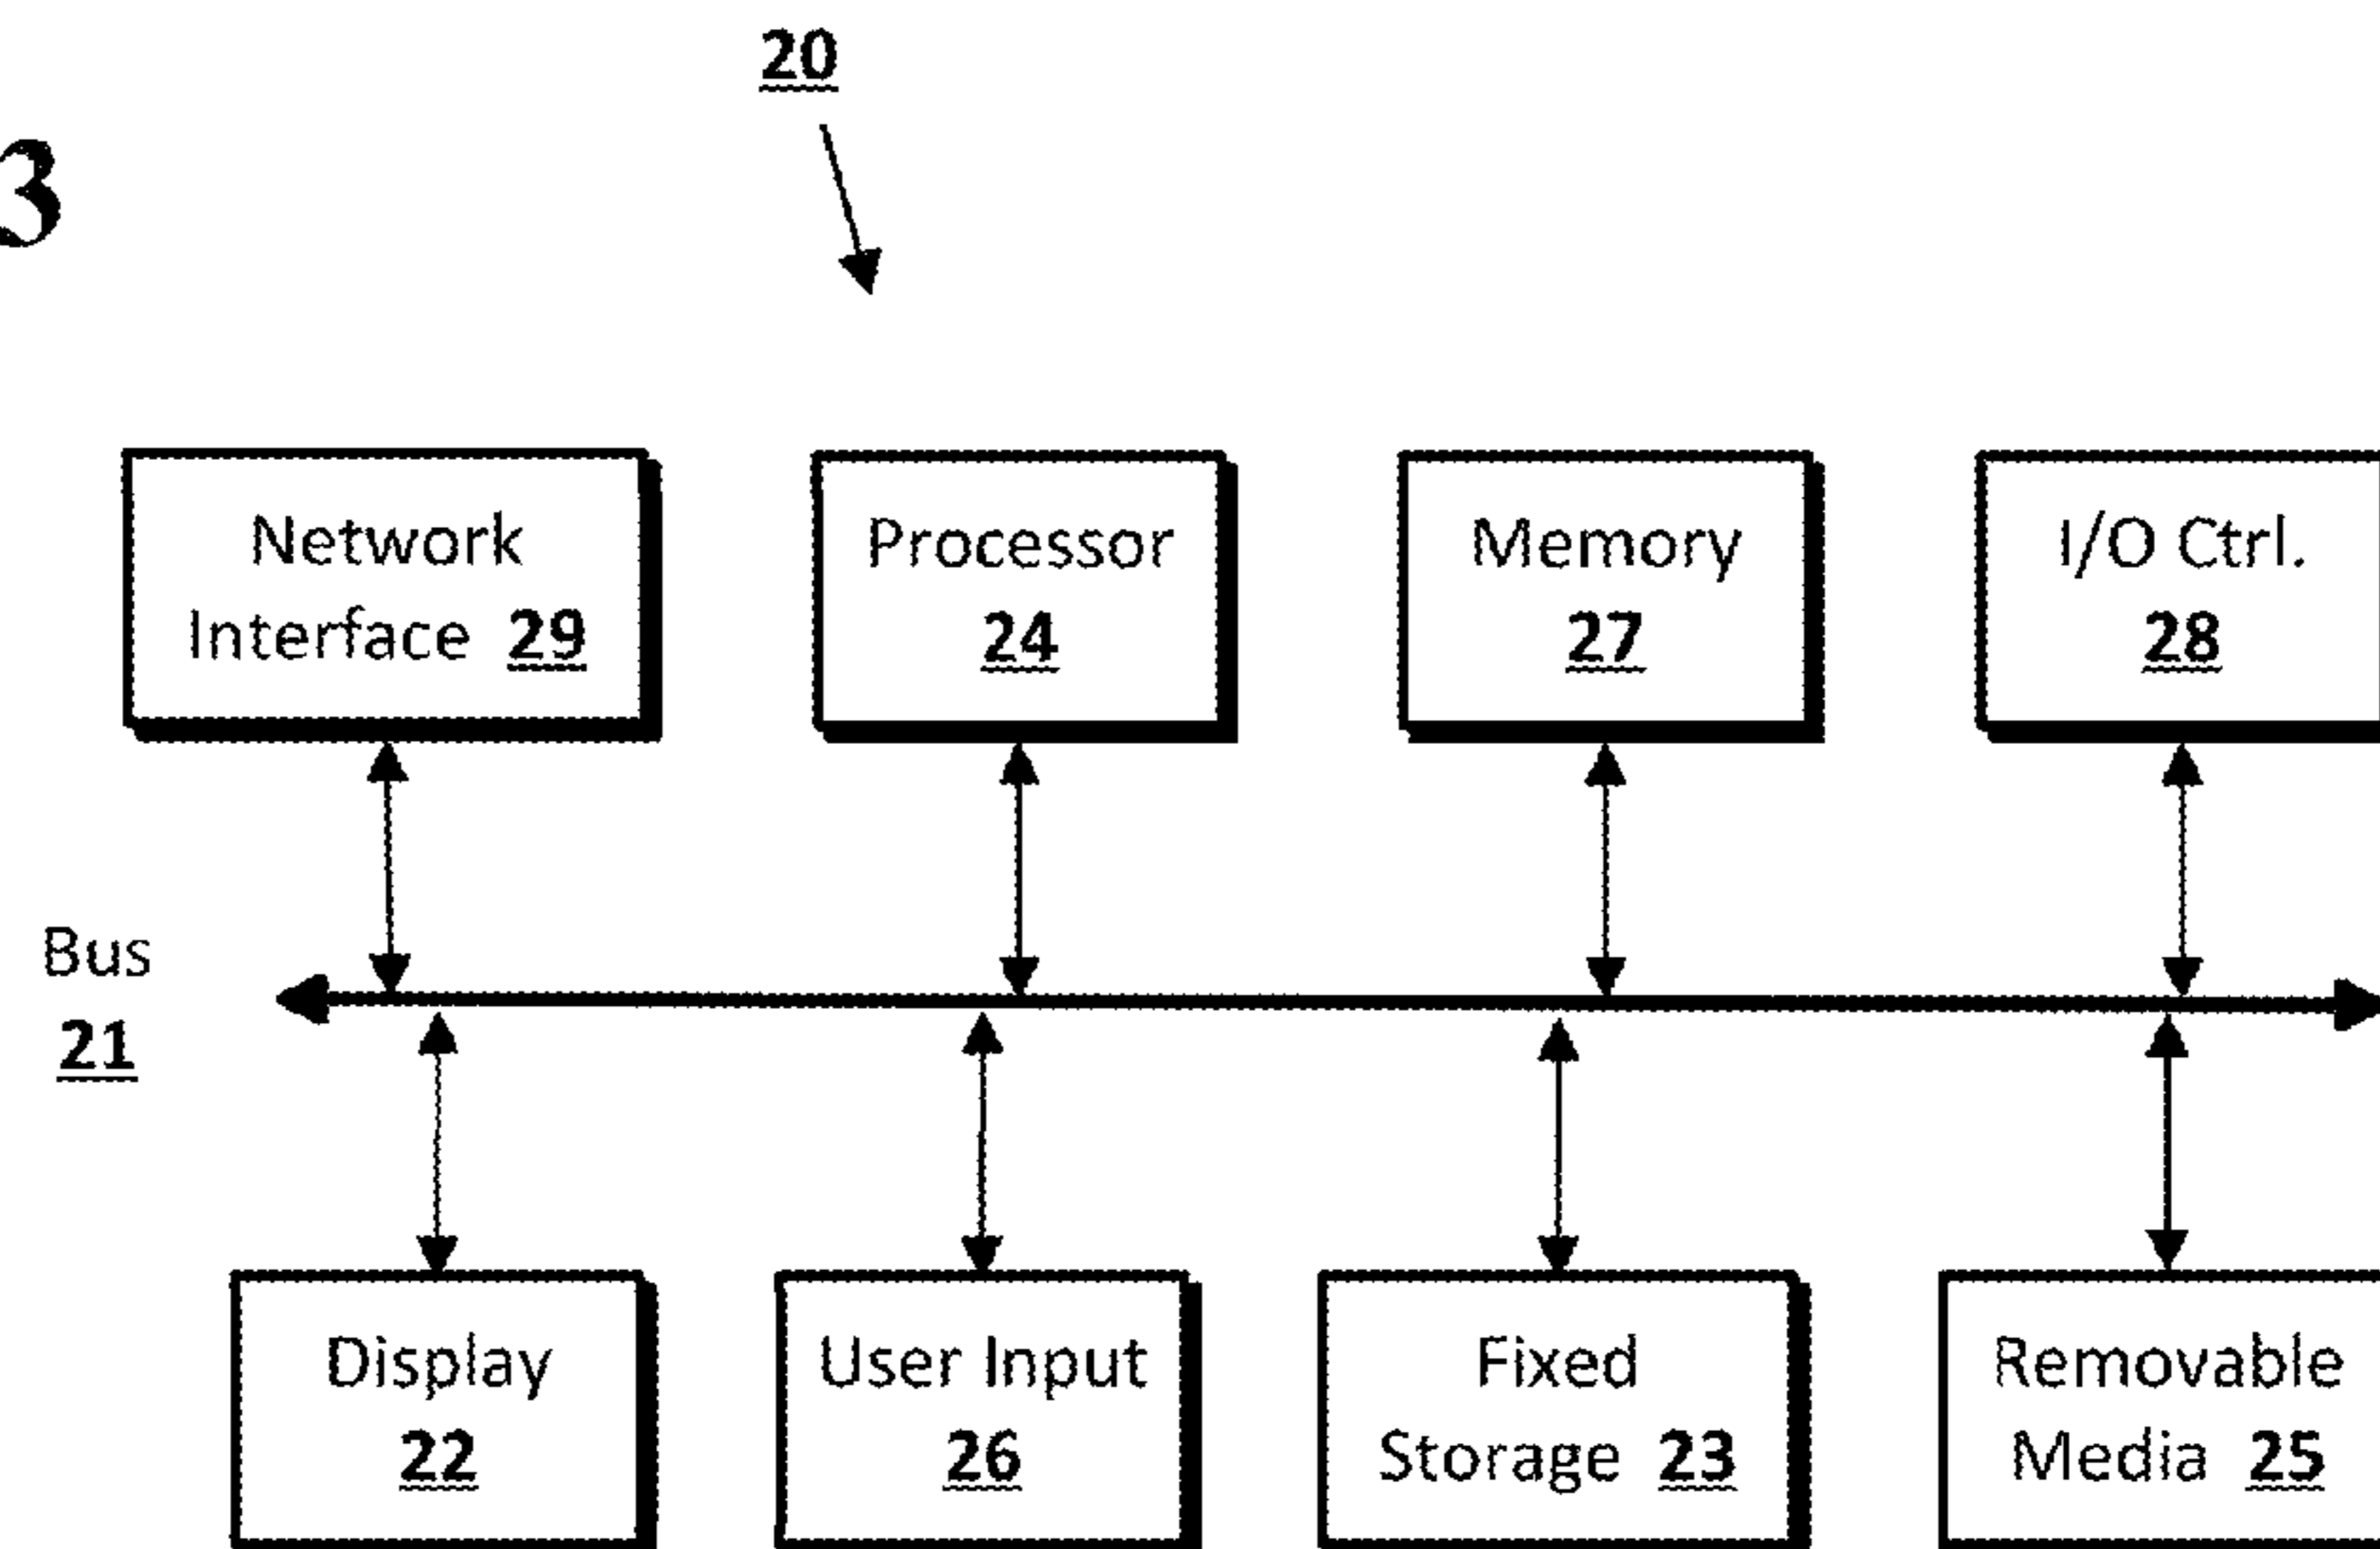 20
3
Network
Interface 29
Processor
24
Memory
27
I/O Ctrl.
28
Bus
21
Display
22
User Input
26
Fixed
Storage 23
Removable
Media 25